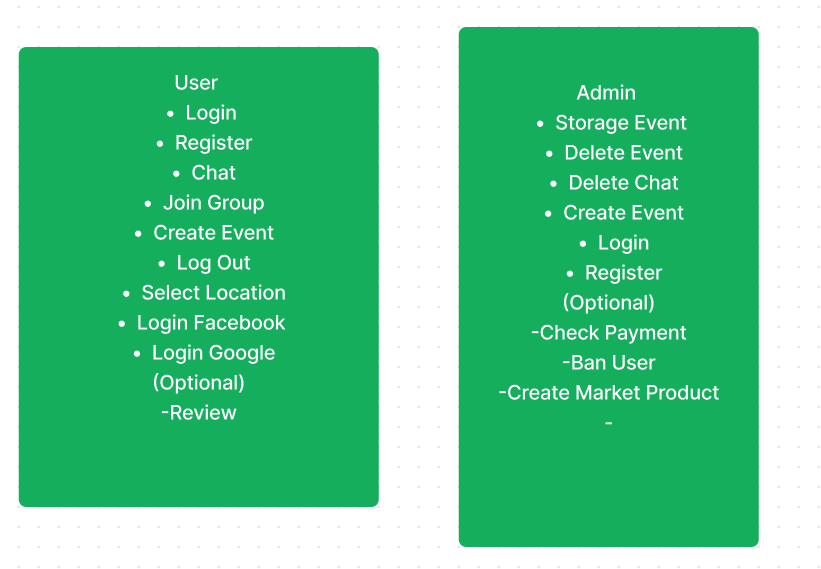 User
• Login
• Register
• Chat
• Join Group
• Create Event
• Log Out
• Select Location
• Login Facebook
• Login Google
(Optional)
-Review
Admin
• Storage Event
• Delete Event
• Delete Chat
• Create Event
• Login
• Register
(Optional)
-Check Payment
-Ban User
-Create Market Product
-